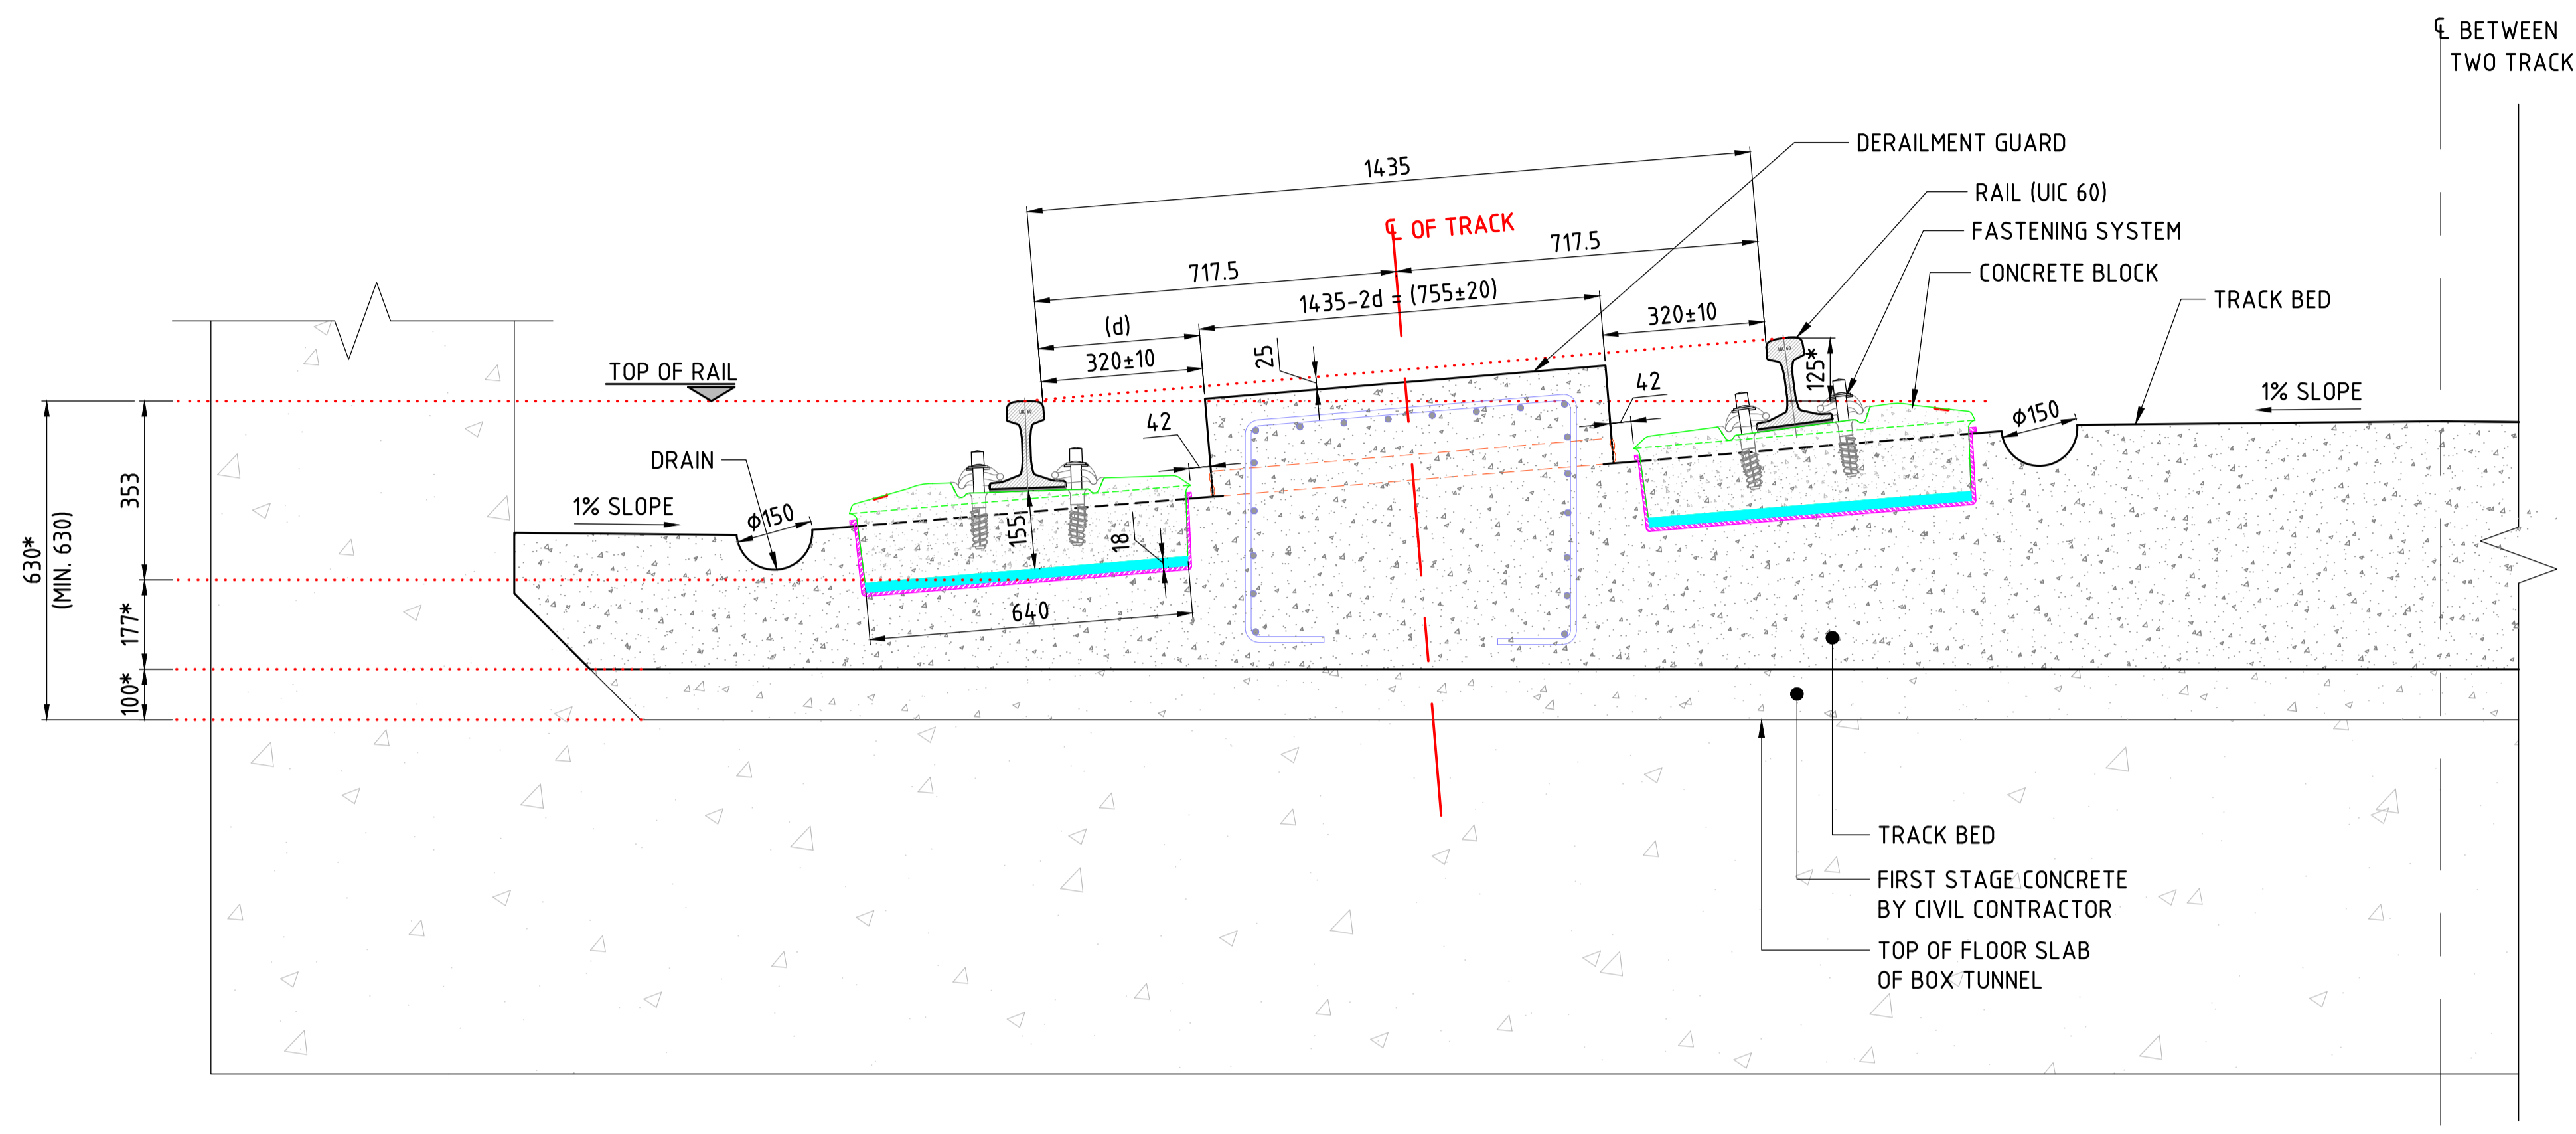 ℄ BETWEEN
TWO TRACK
DERAILMENT GUARD
1435
RAIL (UIC 60)
℄ OF TRACK
FASTENING SYSTEM
717.5
717.5
CONCRETE BLOCK
1435-2d = (755±20)
TRACK BED
(d)
320±10
320±10
25
TOP OF RAIL
125*
42
1% SLOPE
ϕ150
42
DRAIN
353
1% SLOPE
ϕ150
155
18
630*
(MIN. 630)
640
177*
100*
TRACK BED
FIRST STAGE CONCRETE
BY CIVIL CONTRACTOR
TOP OF FLOOR SLAB
OF BOX TUNNEL